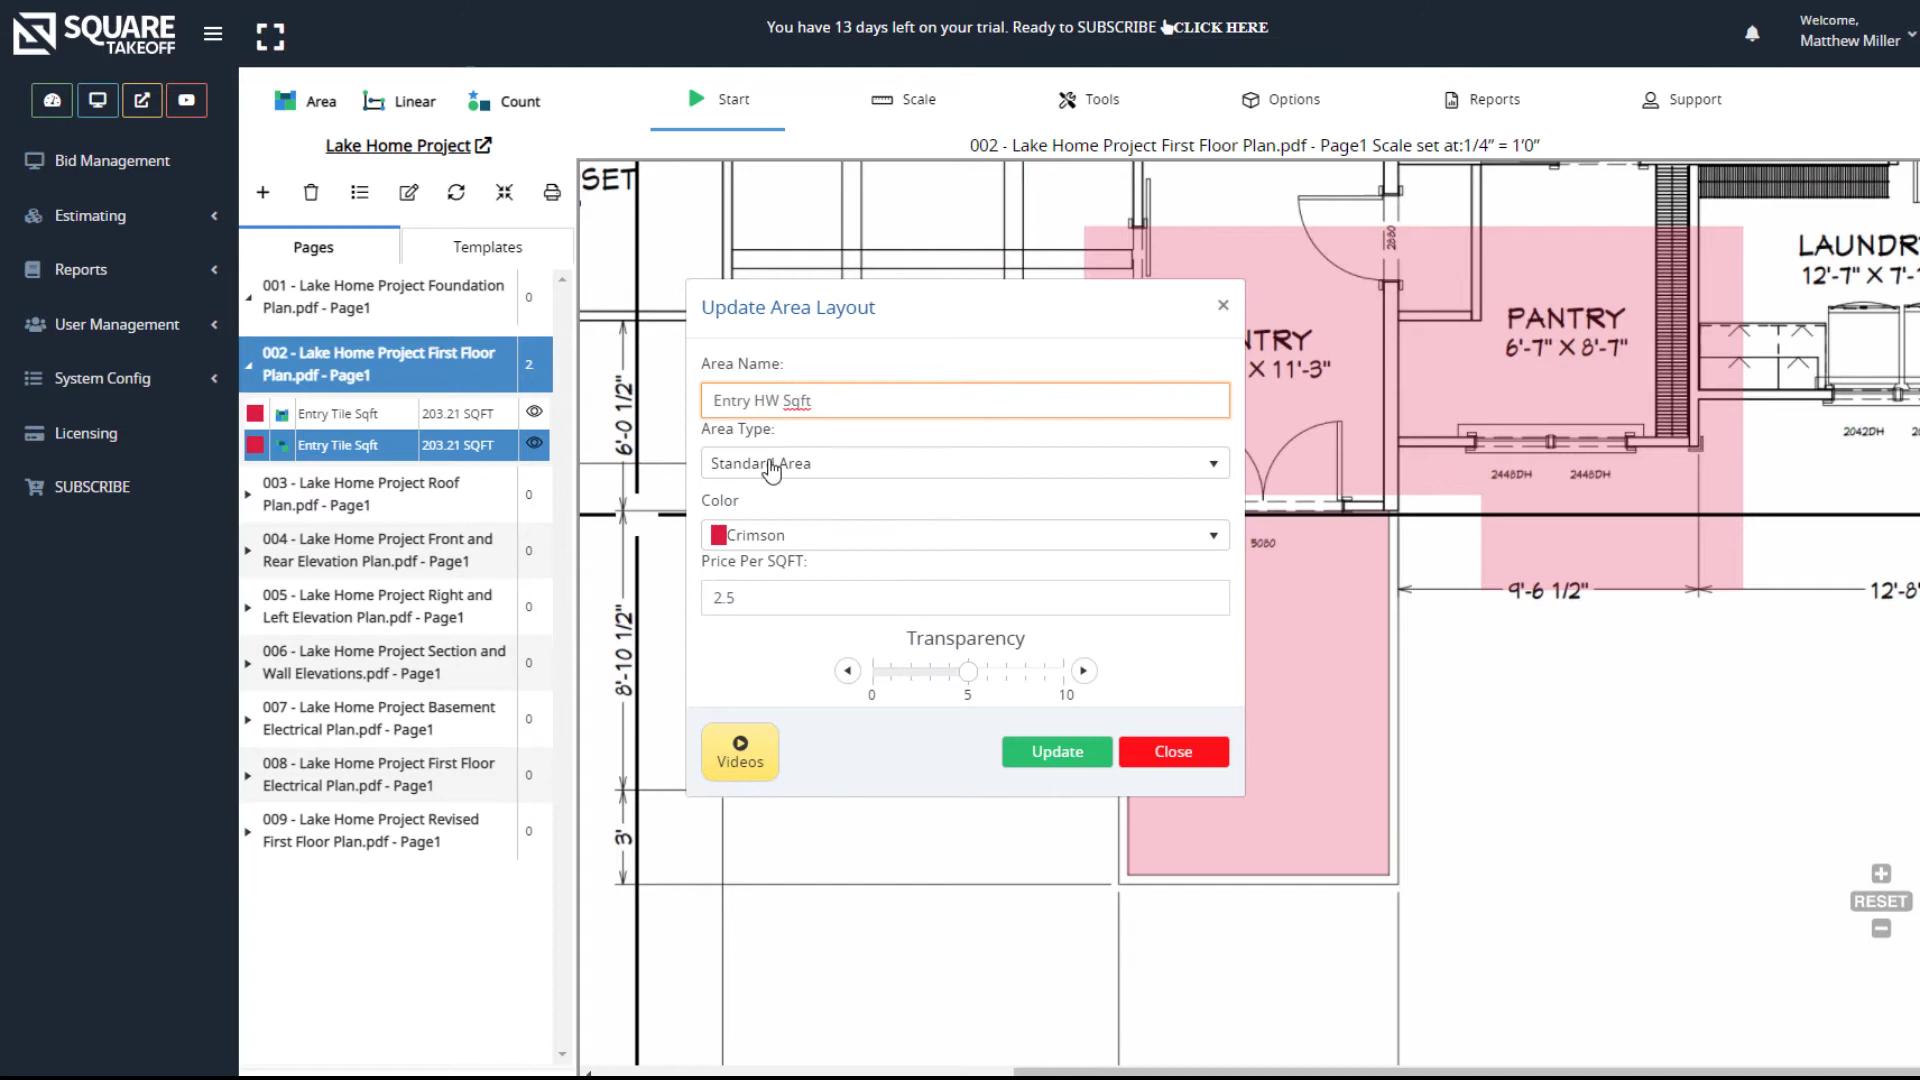 SQUARE
TAKEOFF
You have 13 days left on your trial. Ready to SUBSCRIBE CLICK HERE
Welcome,
Matthew Miller
Bid Management
Estimating
Reports
User Management
System Config
Licensing
SUBSCRIBE
Area
Linear
Count
Start
Scale
Tools
Options
Reports
Support
Lake Home Project
002 - Lake Home Project First Floor Plan.pdf - Page1 Scale set at:1/4" = 1'0"
Pages
Templates
001 - Lake Home Project Foundation
Plan.pdf - Page1
0
002 - Lake Home Project First Floor
Plan.pdf - Page1
2
Entry Tile Sqft 203.21 SQFT
Entry Tile Sqft 203.21 SQFT
003 - Lake Home Project Roof
Plan.pdf - Page1
0
004 - Lake Home Project Front and
Rear Elevation Plan.pdf - Page1
0
005 - Lake Home Project Right and
Left Elevation Plan.pdf - Page1
0
006 - Lake Home Project Section and
Wall Elevations.pdf - Page1
0
007 - Lake Home Project Basement
Electrical Plan.pdf - Page1
0
008 - Lake Home Project First Floor
Electrical Plan.pdf - Page1
0
009 - Lake Home Project Revised
First Floor Plan.pdf - Page1
0
SET
6'-0 1/2"
8'-10 1/2"
3'
2880
NTRY
X 11'-3"
PANTRY
6'-7" X 8'-7"
LAUNDR
12'-7" X 7'-
2042DH
2448DH
2448DH
5080
9'-6 1/2"
12'-8
Update Area Layout
Area Name:
Entry HW Sqft
Area Type:
Standard Area
Color
Crimson
Price Per SQFT:
2.5
Transparency
0 5 10
Videos
Update
Close
RESET